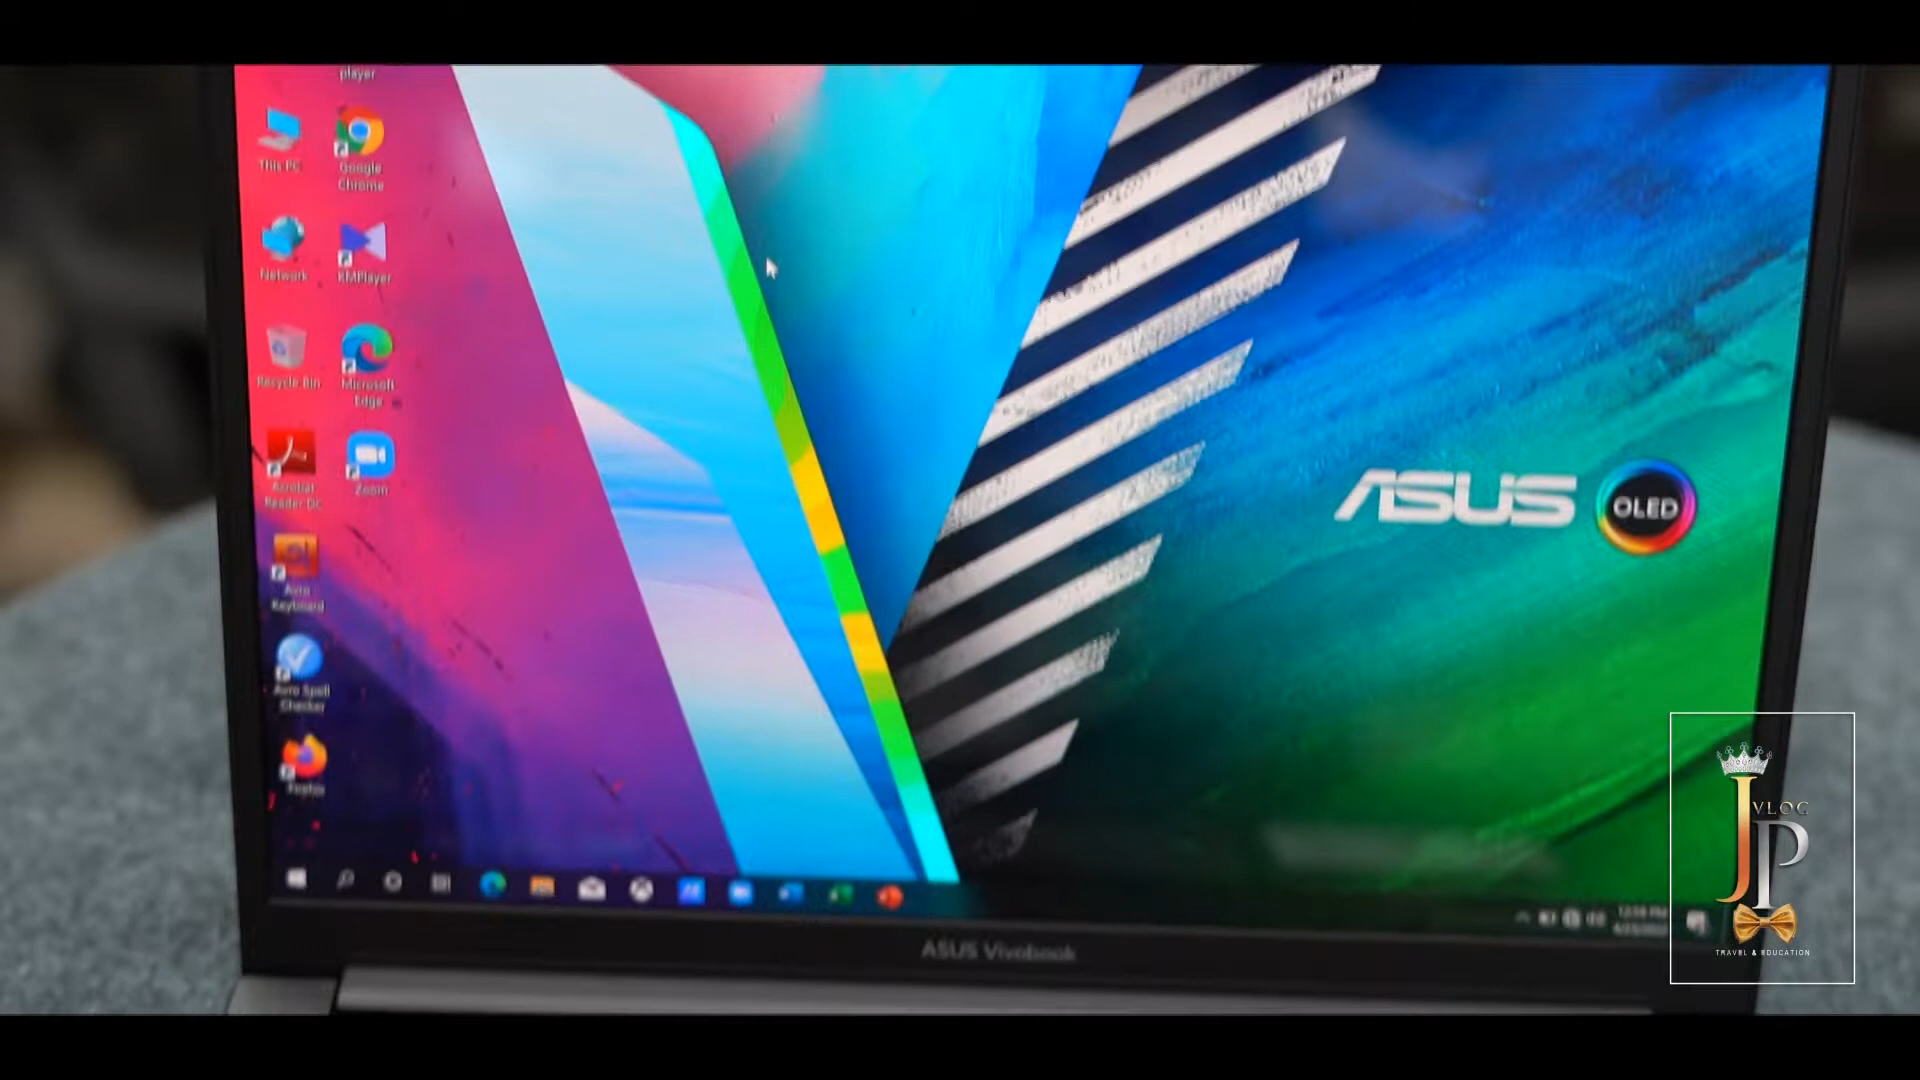 player
This PC
Google
Chrome
Network
KMPlayer
Recycle Bin
Microsoft
Edge
Acrobat
Reader DC
Zoom
Avro
Keyboard
Avro Spell
Checker
Firefox
ASUS
OLED
ASUS Vivobook
VLOG
JP
TRAVEL & EDUCATION